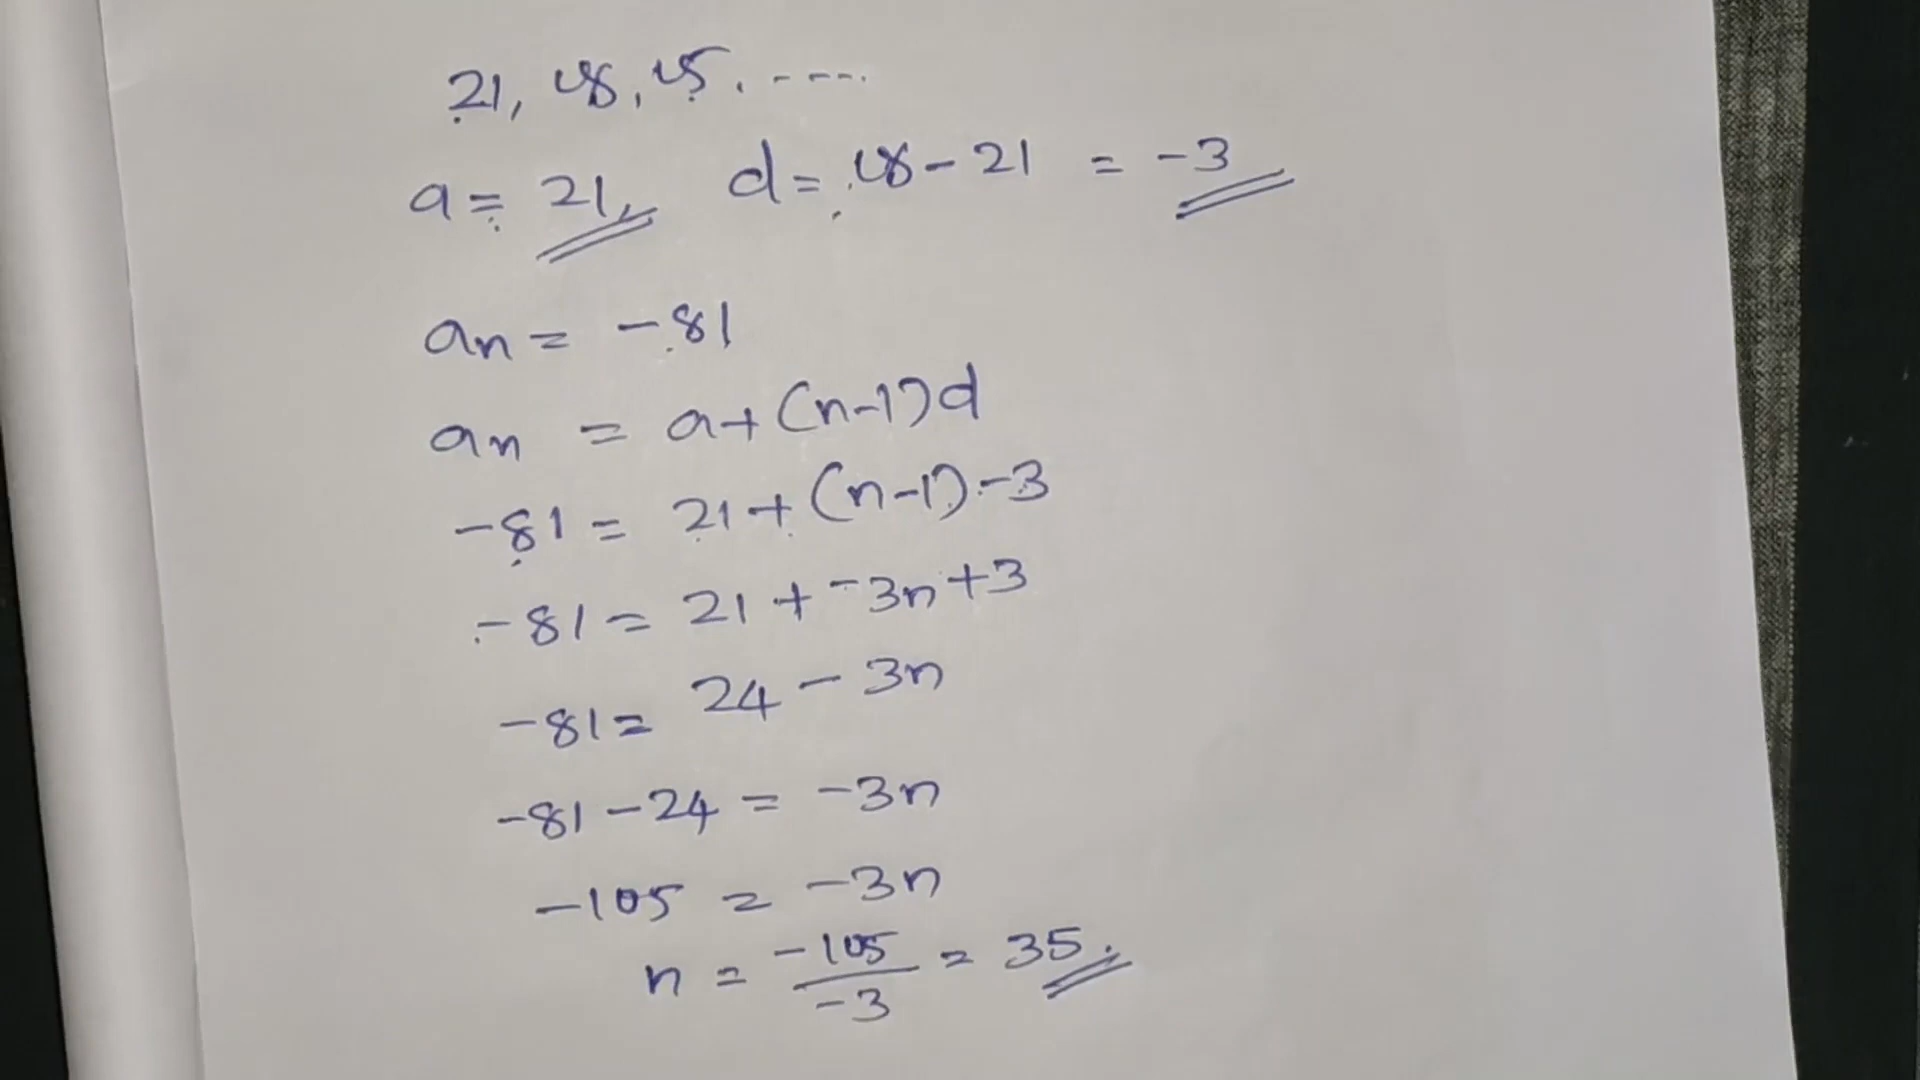 21, 18, 15, ----.
a = 21, d = 18 - 21 = -3
an = -81
an = a + (n-1)d
-81 = 21 + (n-1) -3
-81 = 21 + -3n + 3
-81 = 24 - 3n
-81 - 24 = -3n
-105 = -3n
n = -105/-3 = 35.